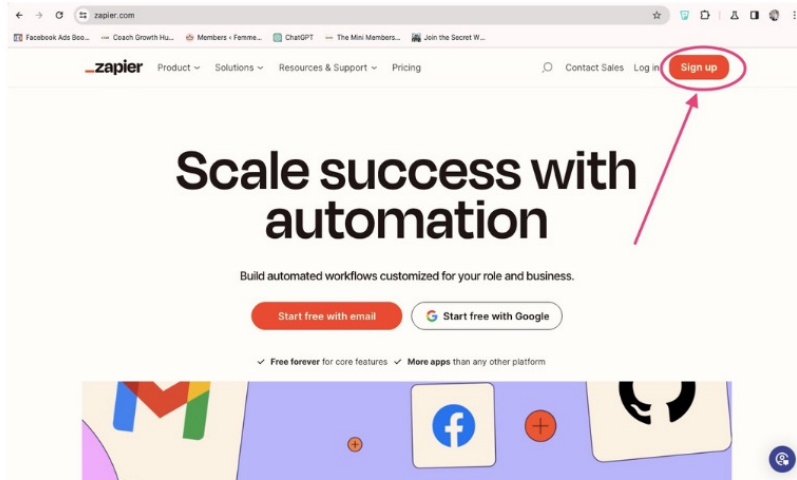 zapier.com
Facebook Ads Boo... Coach Growth Hu... Members ‹ Femme... ChatGPT The Mini Members... Join the Secret W...
_zapier Product Solutions Resources & Support Pricing Contact Sales Log in Sign up
Scale success with
automation
Build automated workflows customized for your role and business.
Start free with email G Start free with Google
✓ Free forever for core features ✓ More apps than any other platform